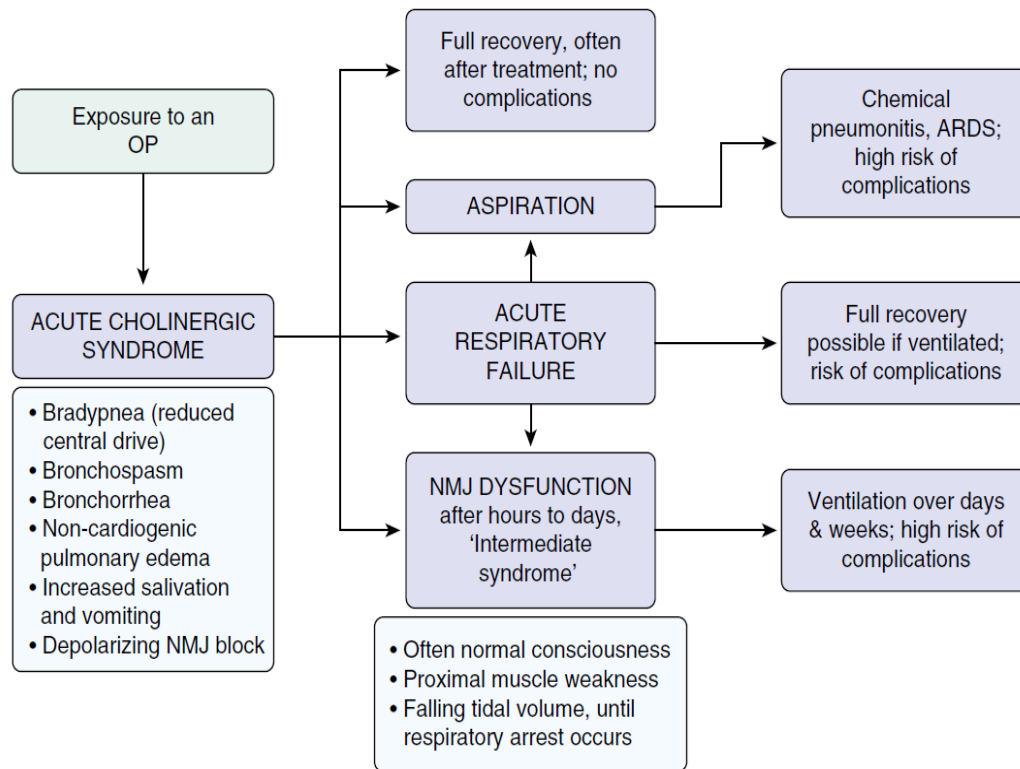 Exposure to an
OP
ACUTE CHOLINERGIC
SYNDROME
• Bradypnea (reduced
central drive)
• Bronchospasm
• Bronchorrhea
• Non-cardiogenic
pulmonary edema
• Increased salivation
and vomiting
• Depolarizing NMJ block
Full recovery, often
after treatment; no
complications
ASPIRATION
ACUTE
RESPIRATORY
FAILURE
NMJ DYSFUNCTION
after hours to days,
‘Intermediate
syndrome’
• Often normal consciousness
• Proximal muscle weakness
• Falling tidal volume, until
respiratory arrest occurs
Chemical
pneumonitis, ARDS;
high risk of
complications
Full recovery
possible if ventilated;
risk of complications
Ventilation over days
& weeks; high risk of
complications